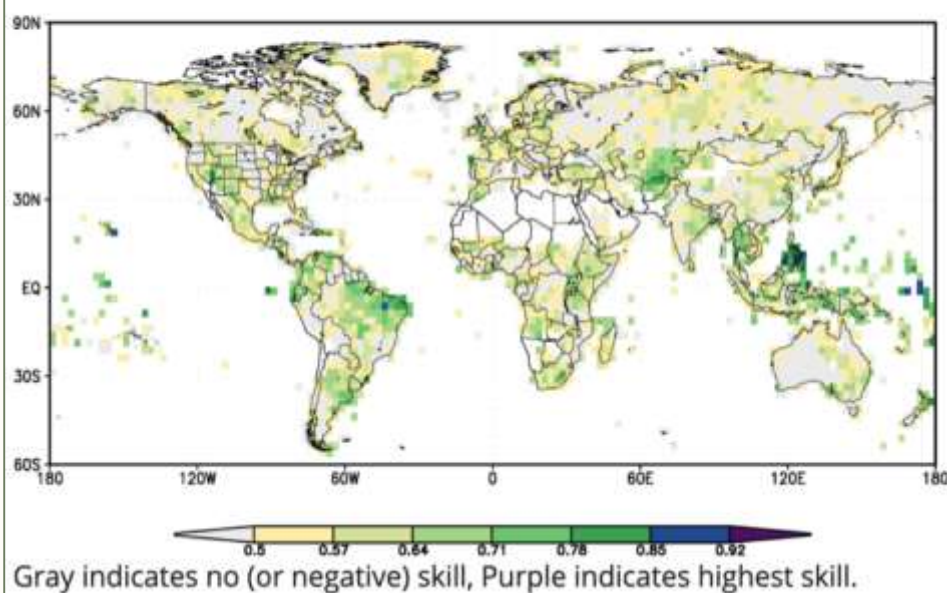 90N
60N
30N
EQ
30S
60S
180 120W 60W 0 60E 120E 180
0.5 0.57 0.64 0.71 0.78 0.85 0.92
Gray indicates no (or negative) skill, Purple indicates highest skill.